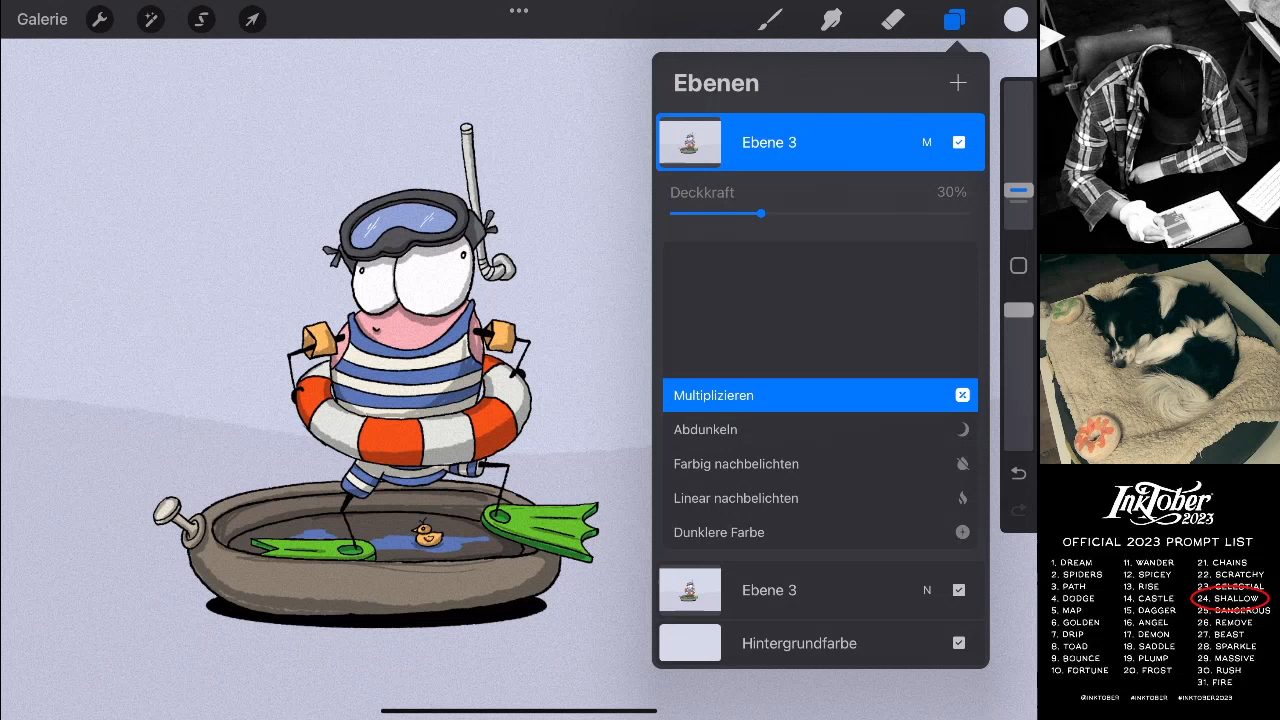 Galerie
Ebenen
Ebene 3 M
Deckkraft 30%
Multiplizieren
Abdunkeln
Farbig nachbelichten
Linear nachbelichten
Dunklere Farbe
Ebene 3 N
Hintergrundfarbe
INKTOBER
2023
OFFICIAL 2023 PROMPT LIST
1. DREAM
2. SPIDERS
3. PATH
4. DODGE
5. MAP
6. GOLDEN
7. DRIP
8. TOAD
9. BOUNCE
10. FORTUNE
11. WANDER
12. SPICY
13. RISE
14. CASTLE
15. DAGGER
16. ANGEL
17. DEMON
18. SADDLE
19. PLUMP
20. FROST
21. CHAINS
22. SCRATCHY
23. CELESTIAL
24. SHALLOW
25. DANGEROUS
26. REMOVE
27. BEAST
28. SPARKLE
29. MASSIVE
30. RUSH
31. FIRE
@INKTOBER #INKTOBER #INKTOBER2023